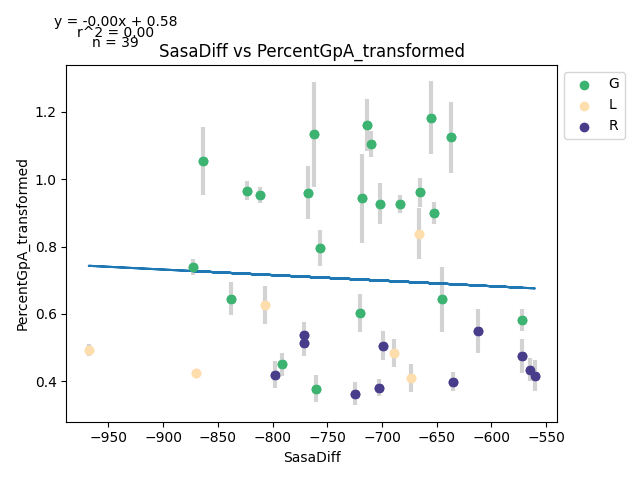 y = -0.00x + 0.58
r^2 = 0.00
n = 39
SasaDiff vs PercentGpA_transformed
G
L
R
PercentGpA_transformed
1.2
1.0
0.8
0.6
0.4
−950 −900 −850 −800 −750 −700 −650 −600 −550
SasaDiff